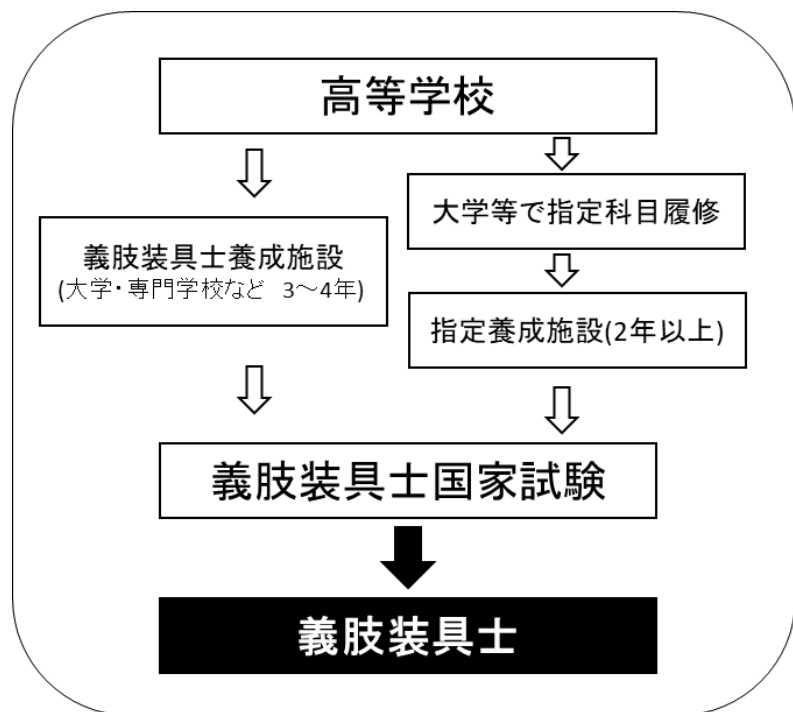 高等学校
義肢装具士養成施設
(大学・専門学校など 3～4年)
大学等で指定科目履修
指定養成施設(2年以上)
義肢装具士国家試験
義肢装具士